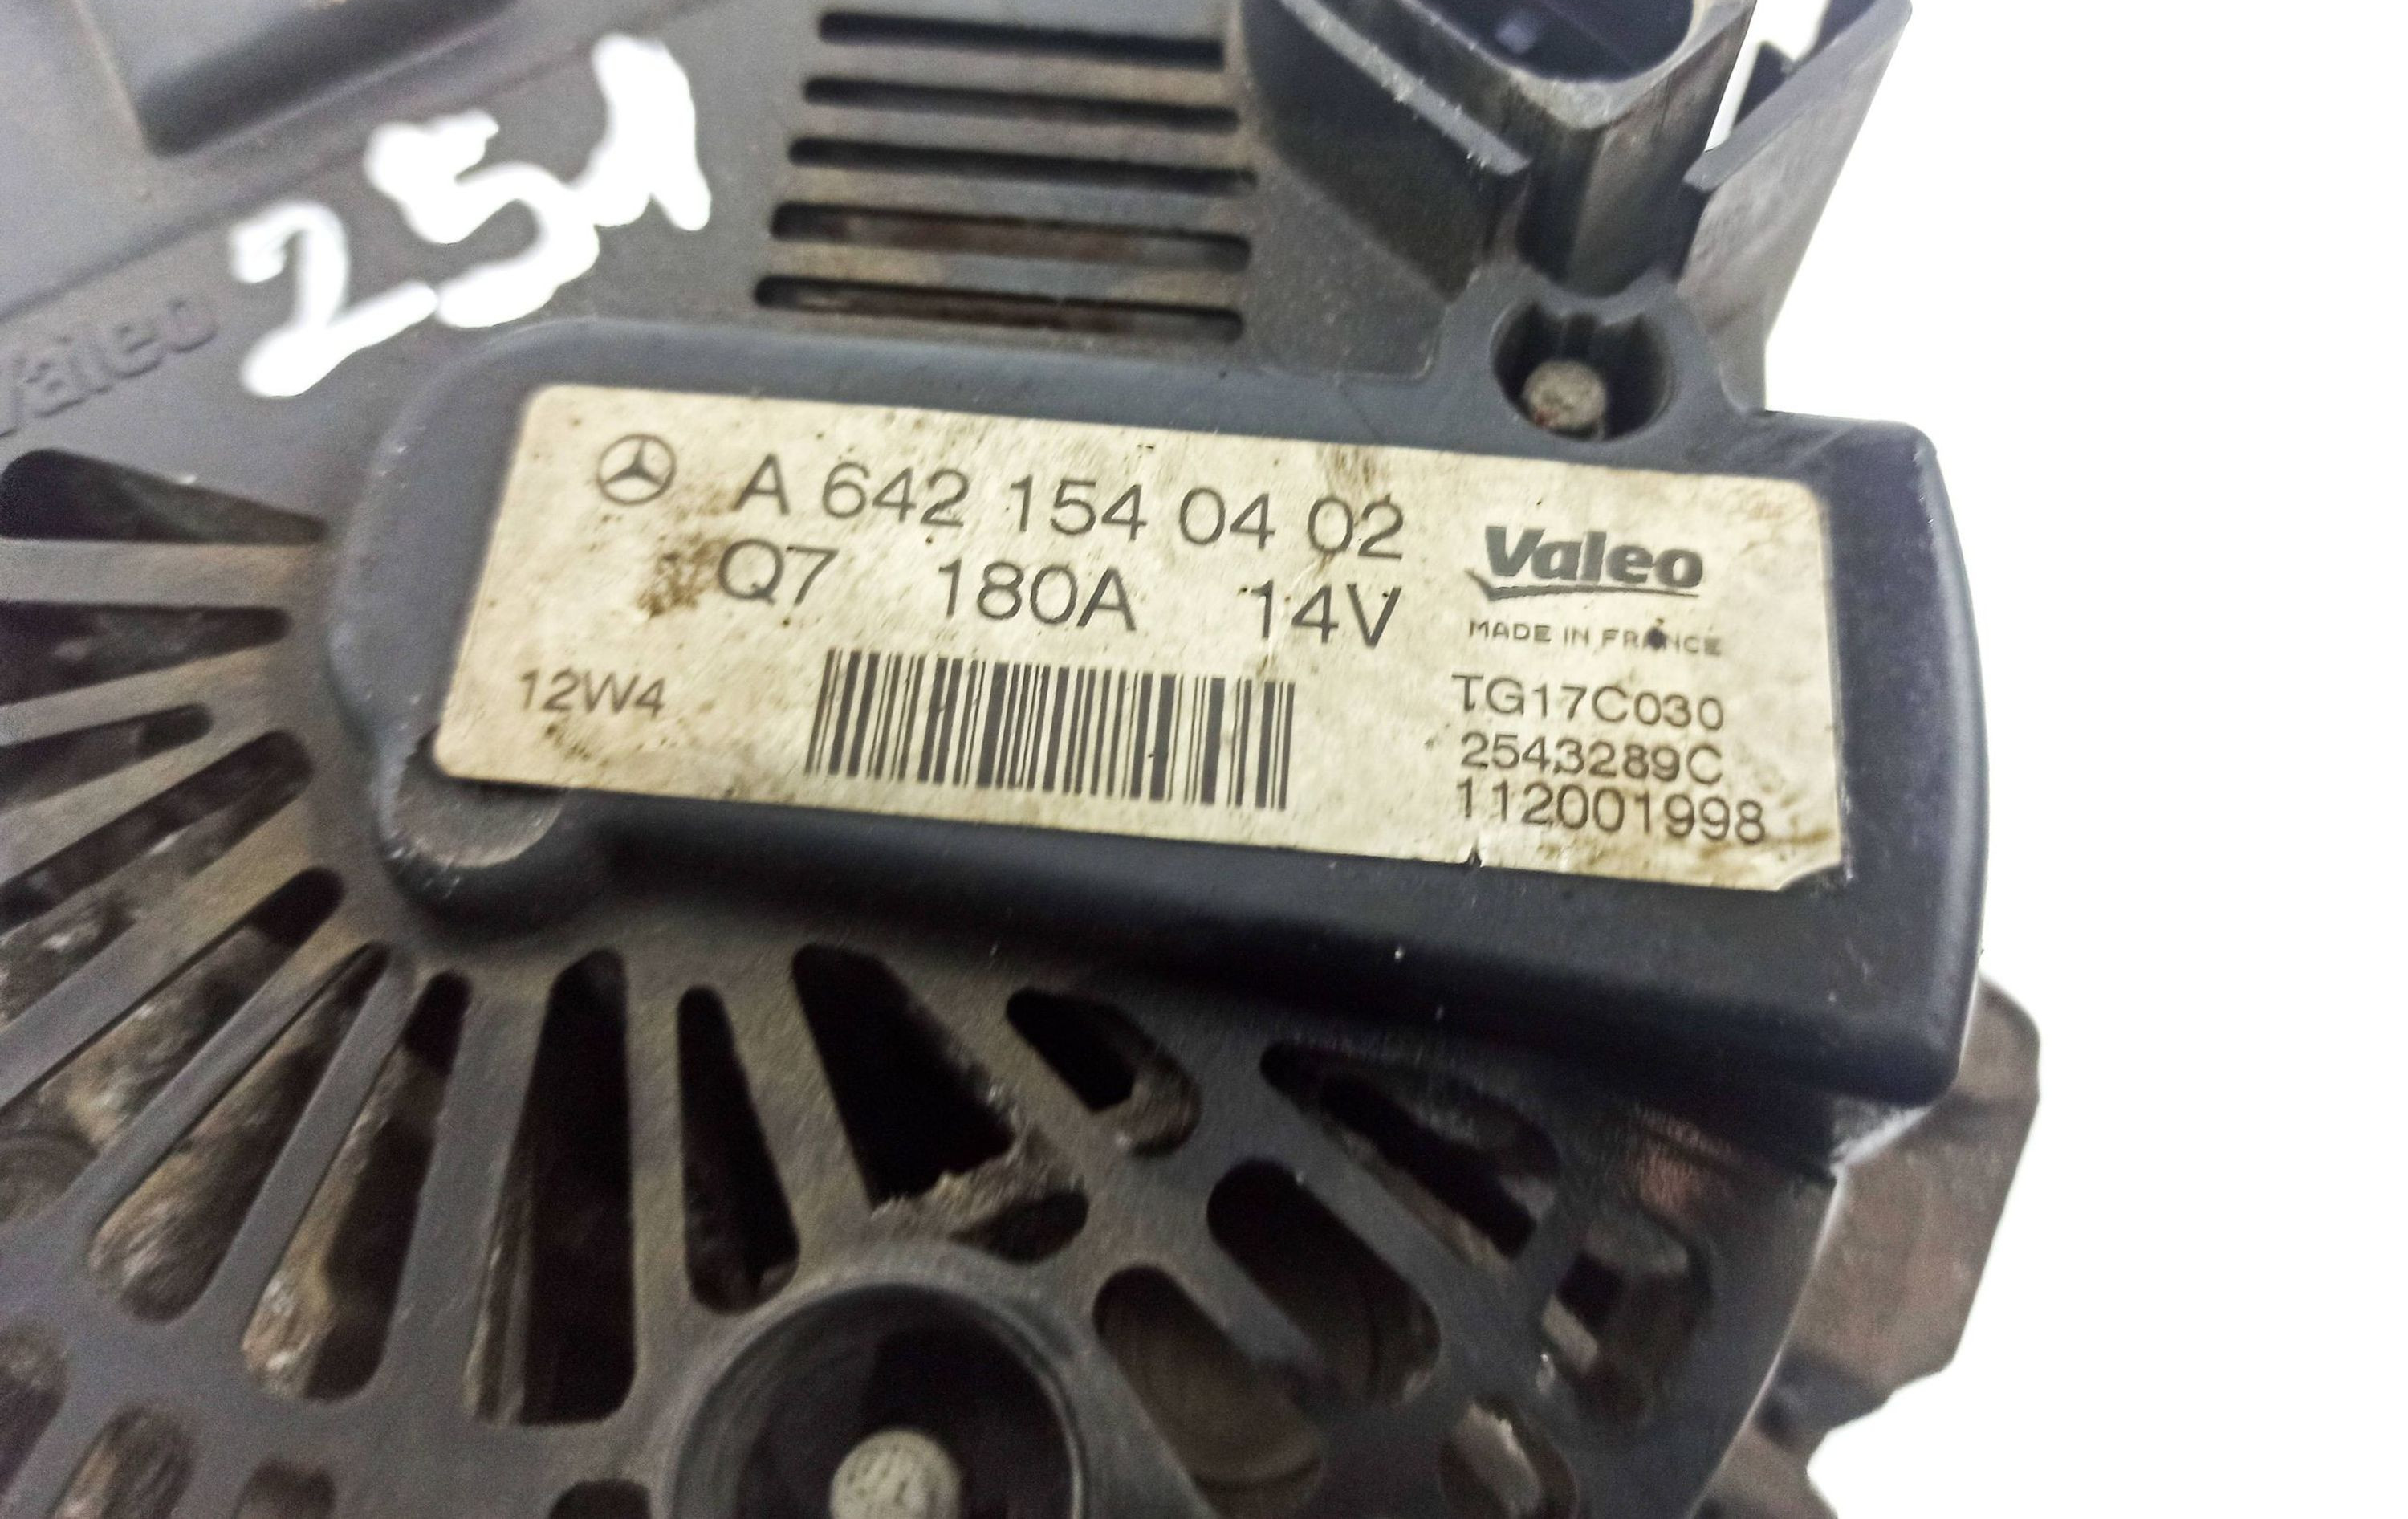 251
Valeo
A 642 154 04 02
Q7 180A 14V
Valeo
MADE IN FRANCE
12W4
TG17C030
2543289C
112001998